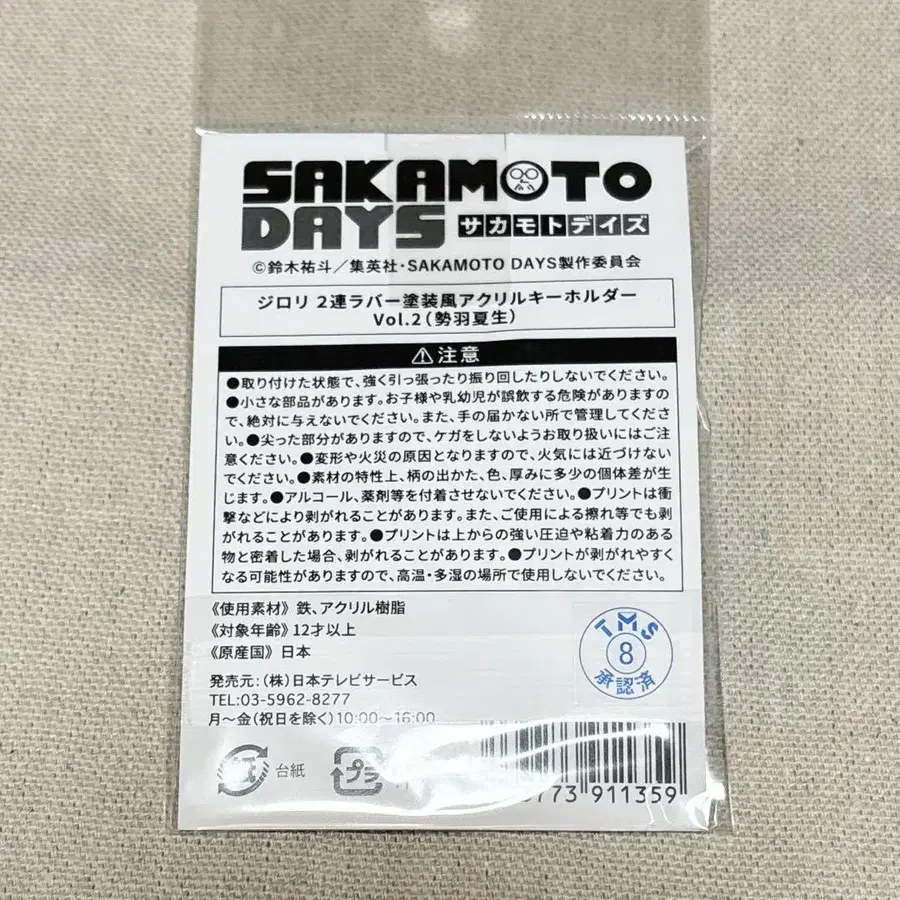 SAKAMOTO
DAYS サカモトデイズ
©鈴木祐斗／集英社・SAKAMOTO DAYS製作委員会
ジロリ 2連ラバー塗装風アクリルキーホルダー
Vol.2（勢羽夏生）
⚠注意
●取り付けた状態で、強く引っ張ったり振り回したりしないでください。
●小さな部品があります。お子様や乳幼児が誤飲する危険がありますの
で、絶対に与えないでください。また、手の届かない所で管理してくださ
い。●尖った部分がありますので、ケガをしないようお取り扱いにはご注
意ください。●変形や火災の原因となりますので、火気には近づけない
でください。●素材の特性上、柄の出かた、色、厚みに多少の個体差が生
じます。●アルコール、薬剤等を付着させないでください。●プリントは衝
撃などにより剥がれることがあります。また、ご使用による擦れ等でも剥
がれることがあります。●プリントは上からの強い圧迫や粘着力のある
物と密着した場合、剥がれることがあります。●プリントが剥がれやすく
なる可能性がありますので、高温・多湿の場所で使用しないでください。
《使用素材》 鉄、アクリル樹脂
《対象年齢》 12才以上
《原産国》 日本
発売元：（株）日本テレビサービス
TEL:03-5962-8277
月〜金（祝日を除く）10:00〜16:00
TMS
8
承認済
紙 台紙
プラ
773 911359